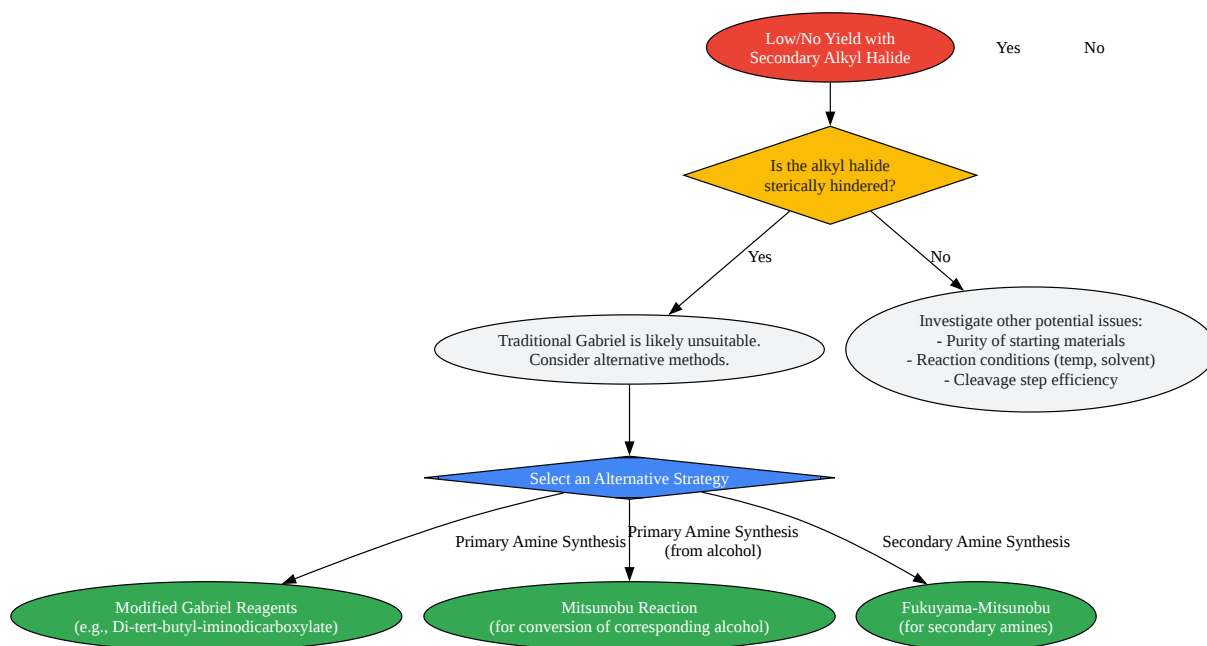 Low/No Yield with
Secondary Alkyl Halide
Yes
No
Is the alkyl halide
sterically hindered?
Yes
No
Traditional Gabriel is likely unsuitable.
Consider alternative methods.
Investigate other potential issues:
- Purity of starting materials
- Reaction conditions (temp, solvent)
- Cleavage step efficiency
Select an Alternative Strategy
Primary Amine Synthesis
Primary Amine Synthesis
(from alcohol)
Secondary Amine Synthesis
Modified Gabriel Reagents
(e.g., Di-tert-butyl-iminodicarboxylate)
Mitsunobu Reaction
(for conversion of corresponding alcohol)
Fukuyama-Mitsunobu
(for secondary amines)